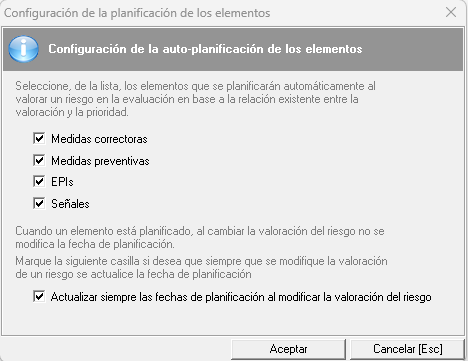 Configuración de la planificación de los elementos
Configuración de la auto-planificación de los elementos
Seleccione, de la lista, los elementos que se planificarán automáticamente al
valorar un riesgo en la evaluación en base a la relación existente entre la
valoración y la prioridad.
Medidas correctoras
Medidas preventivas
EPIs
Señales
Cuando un elemento está planificado, al cambiar la valoración del riesgo no se
modifica la fecha de planificación.
Marque la siguiente casilla si desea que siempre que se modifique la valoración
de un riesgo se actualice la fecha de planificación
Actualizar siempre las fechas de planificación al modificar la valoración del riesgo
Aceptar
Cancelar [Esc]